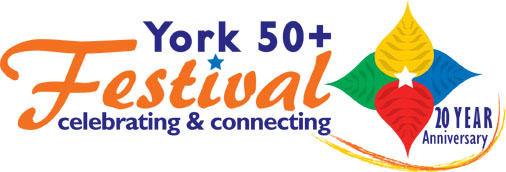 York 50+
Festival
celebrating & connecting
20 YEAR
Anniversary